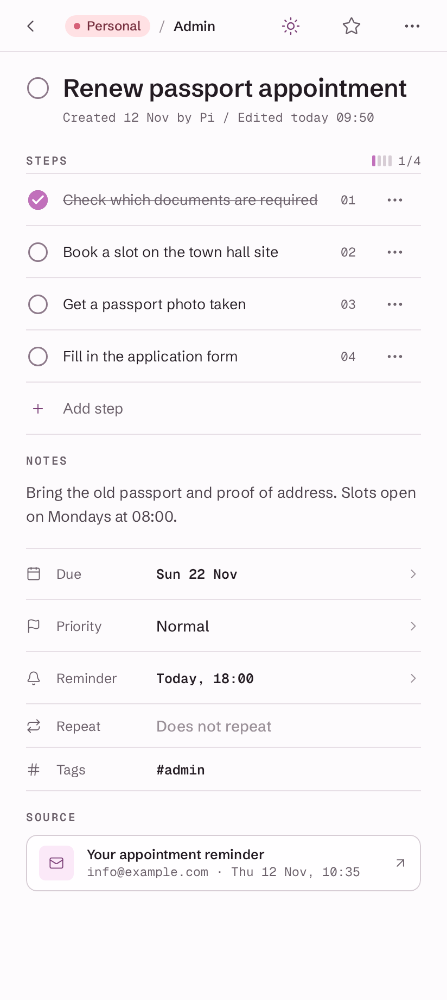 Personal / Admin
Renew passport appointment
Created 12 Nov by Pi / Edited today 09:50
STEPS 1/4
Check which documents are required 01
Book a slot on the town hall site 02
Get a passport photo taken 03
Fill in the application form 04
+ Add step
NOTES
Bring the old passport and proof of address. Slots open
on Mondays at 08:00.
Due Sun 22 Nov
Priority Normal
Reminder Today, 18:00
Repeat Does not repeat
Tags #admin
SOURCE
Your appointment reminder
info@example.com · Thu 12 Nov, 10:35